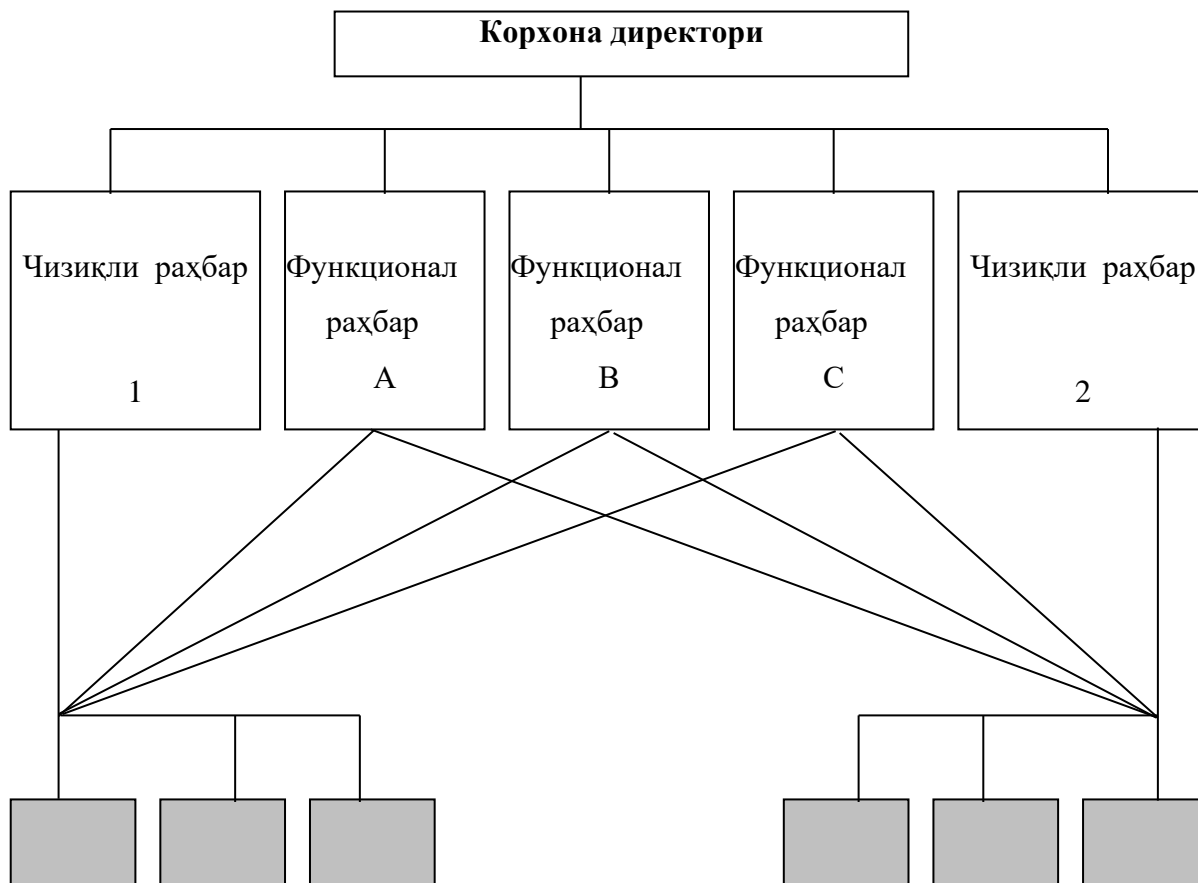 Корхона директори
Чизиқли раҳбар
1
Функционал
раҳбар
А
Функционал
раҳбар
В
Функционал
раҳбар
С
Чизиқли раҳбар
2